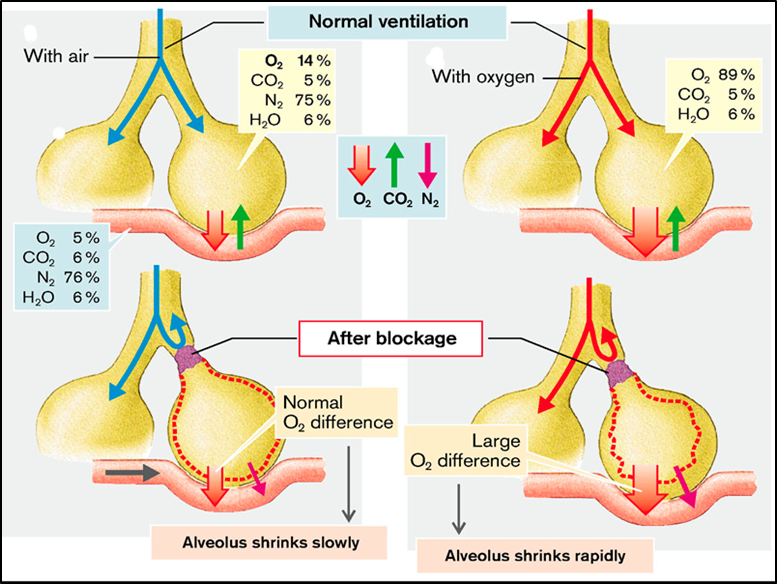 Normal ventilation
With air
O₂ 14 %
CO₂ 5 %
N₂ 75 %
H₂O 6 %
With oxygen
O₂ 89 %
CO₂ 5 %
H₂O 6 %
O₂ CO₂ N₂
O₂ 5 %
CO₂ 6 %
N₂ 76 %
H₂O 6 %
After blockage
Normal
O₂ difference
Large
O₂ difference
Alveolus shrinks slowly
Alveolus shrinks rapidly